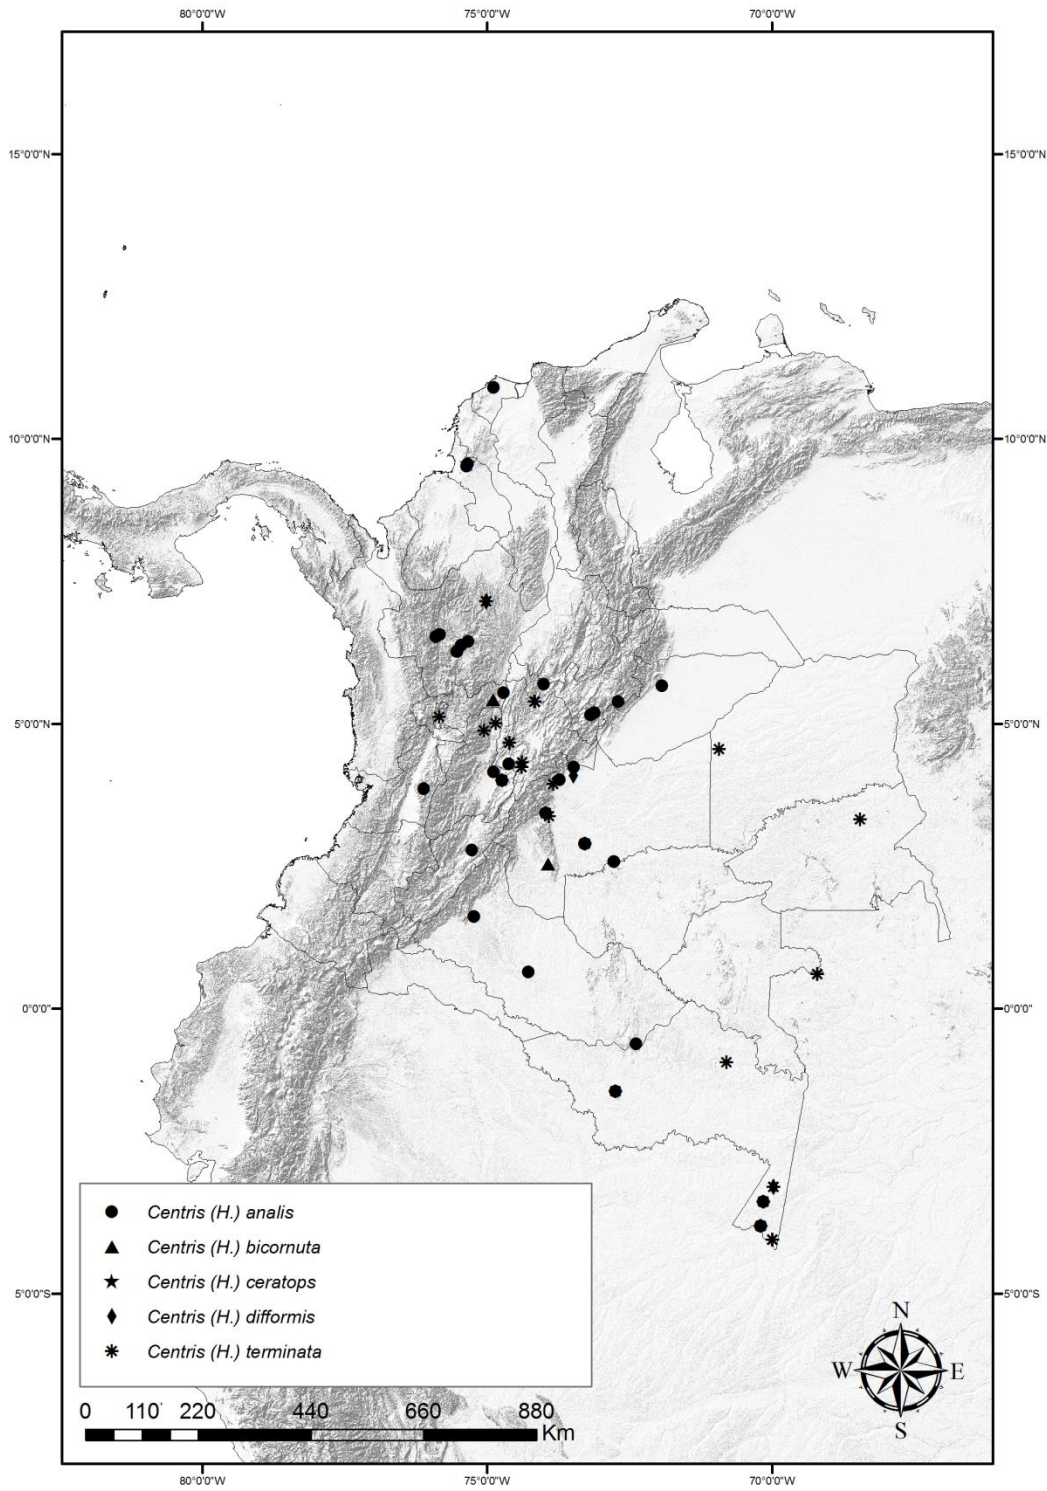 80°0'0"W 75°0'0"W 70°0'0"W
15°0'0"N 15°0'0"N
10°0'0"N 10°0'0"N
5°0'0"N 5°0'0"N
0°0'0" 0°0'0"
5°0'0"S 5°0'0"S
Centris (H.) analis
Centris (H.) bicornuta
Centris (H.) ceratops
Centris (H.) difformis
Centris (H.) terminata
N
W E
S
0 110 220 440 660 880
Km
80°0'0"W 75°0'0"W 70°0'0"W